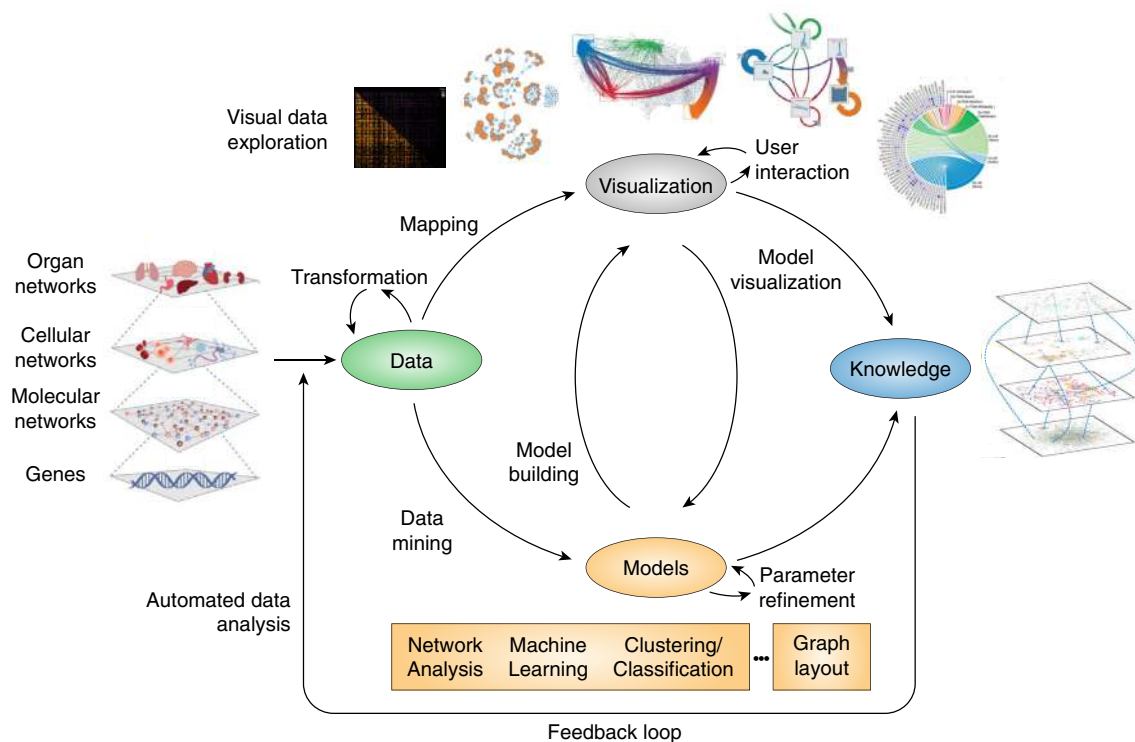 Visual data
exploration
User
interaction
Visualization
Mapping
Model
visualization
Organ
networks
Transformation
Cellular
networks
Data
Knowledge
Molecular
networks
Model
building
Genes
Data
mining
Models
Parameter
refinement
Automated data
analysis
Network
Analysis
Machine
Learning
Clustering/
Classification
•••
Graph
layout
Feedback loop